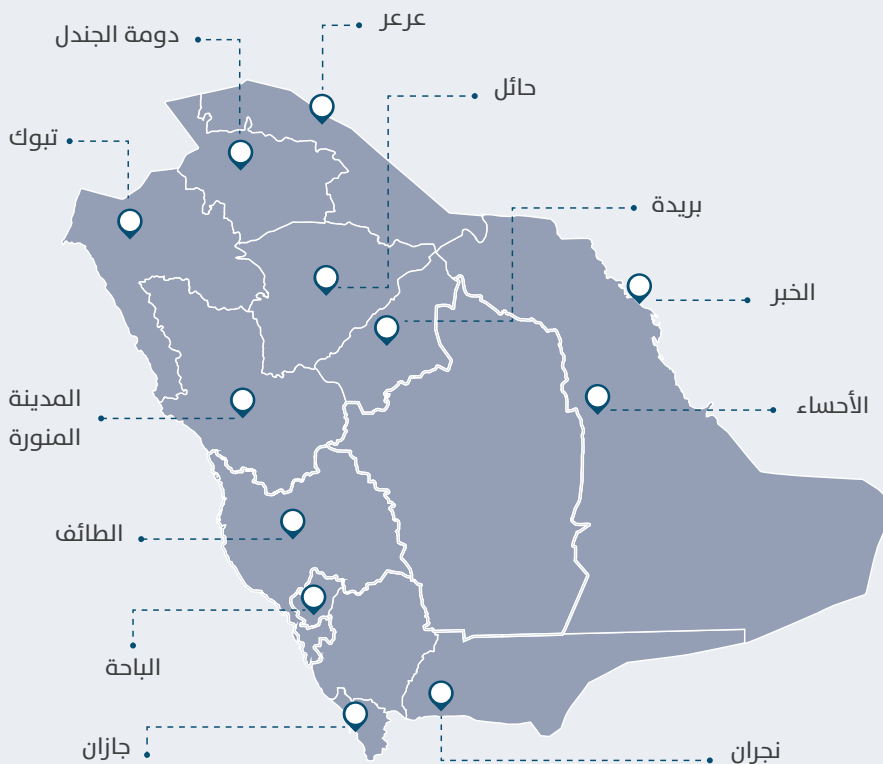 عرعر
دومة الجندل
حائل
تبوك
بريدة
الخبر
المدينة
المنورة
الأحساء
الطائف
الباحة
جازان
نجران